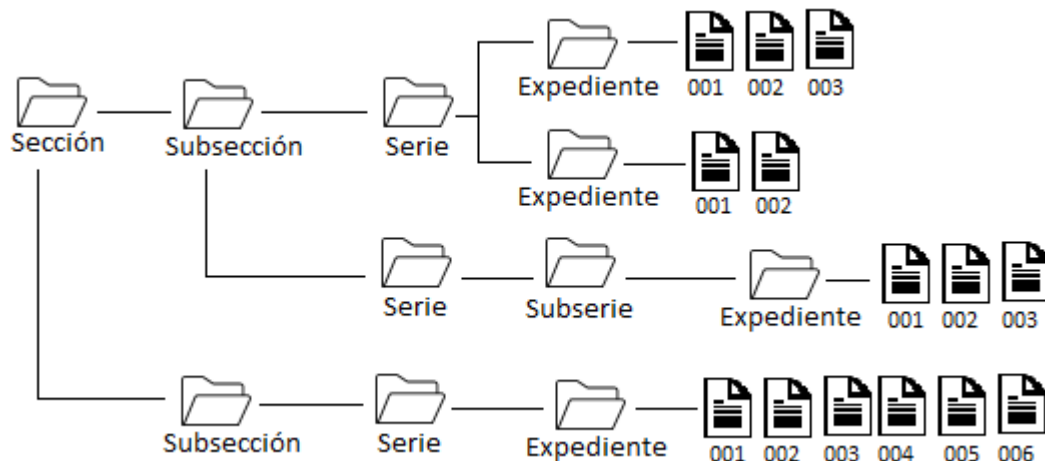 Expediente 001 002 003
Sección Subsección Serie
Expediente 001 002
Serie Subserie Expediente 001 002 003
Subsección Serie Expediente 001 002 003 004 005 006